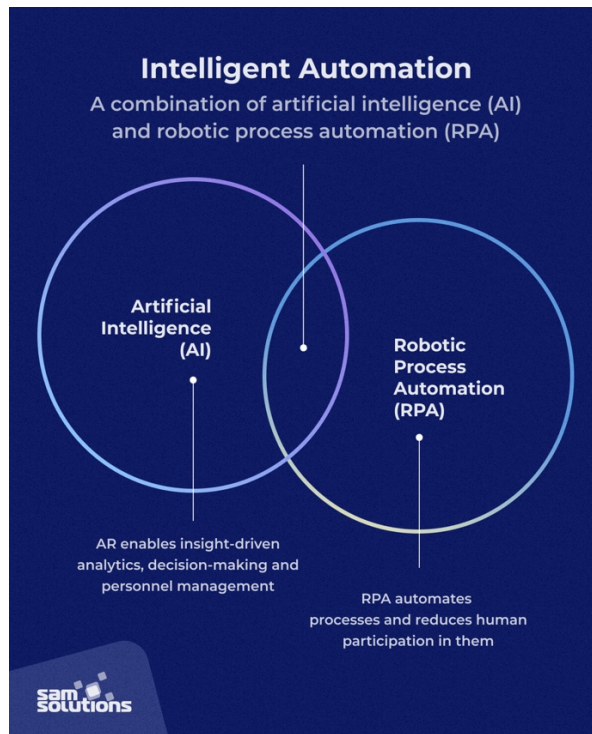 Intelligent Automation
A combination of artificial intelligence (AI)
and robotic process automation (RPA)
Artificial
Intelligence
(AI)
Robotic
Process
Automation
(RPA)
AR enables insight-driven
analytics, decision-making and
personnel management
RPA automates
processes and reduces human
participation in them
sam
solutions